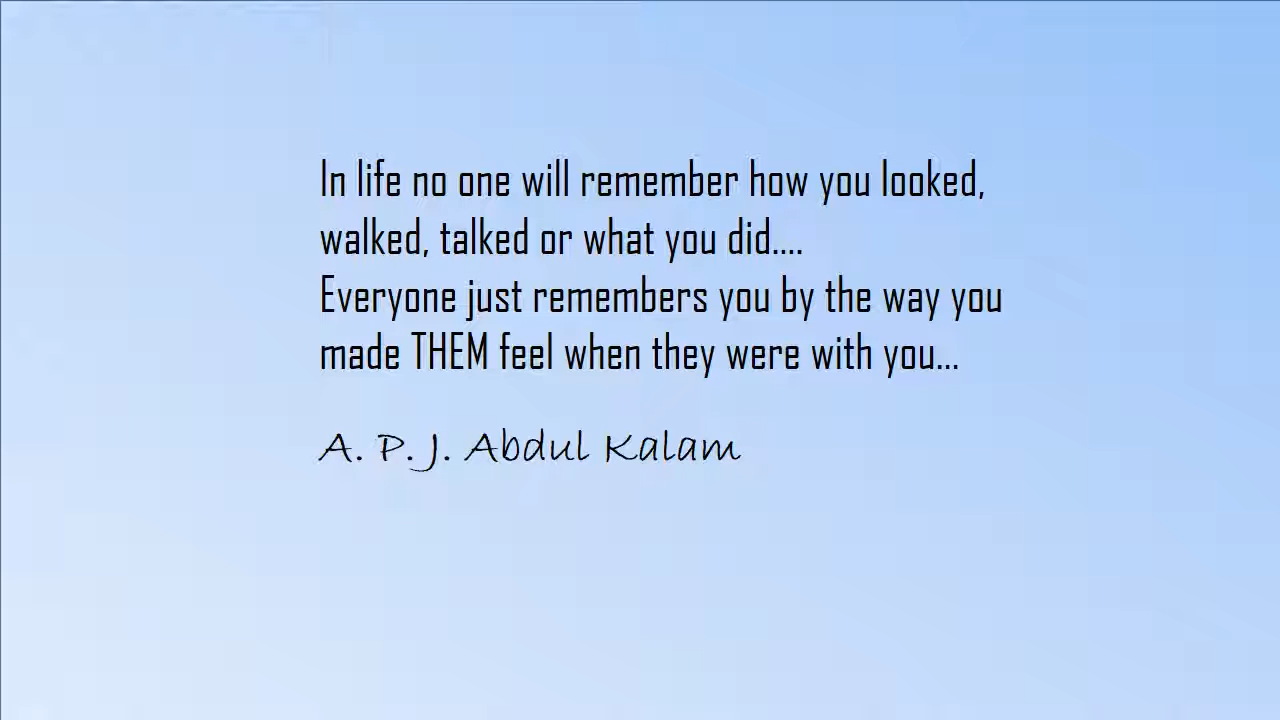 In life no one will remember how you looked,
walked, talked or what you did....
Everyone just remembers you by the way you
made THEM feel when they were with you...
A. P. J. Abdul Kalam